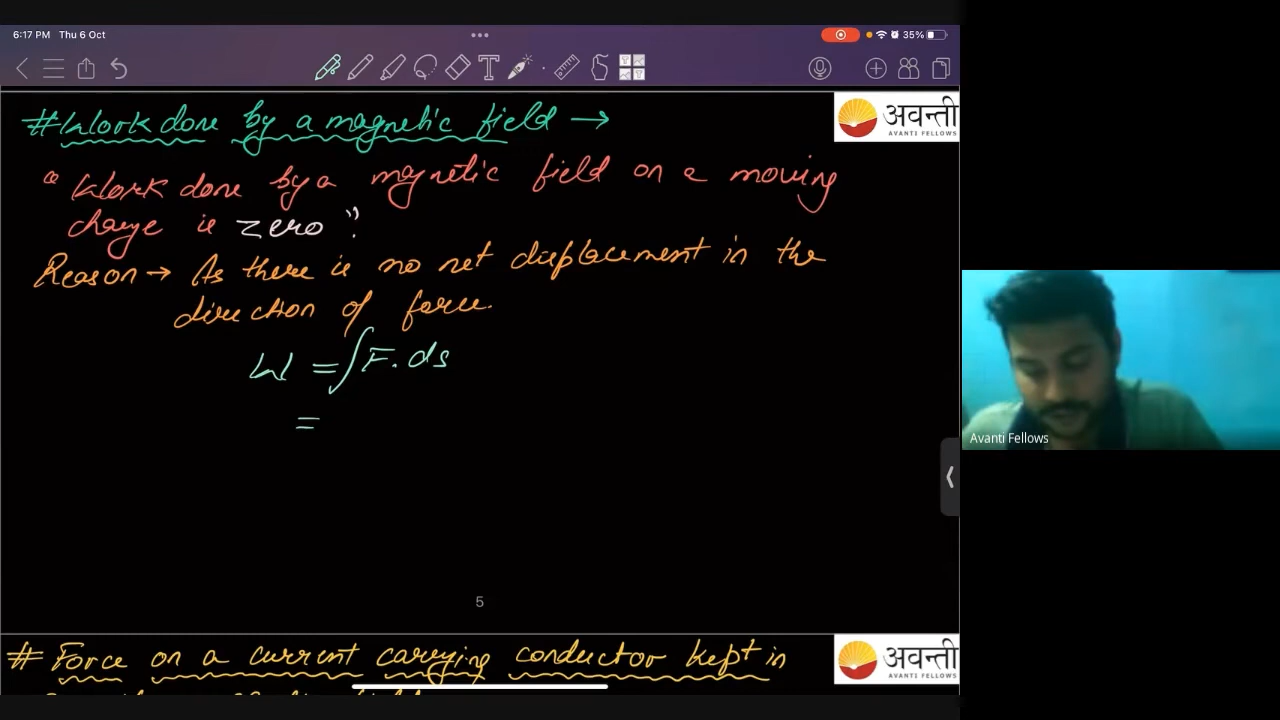 6:17 PM Thu 6 Oct
35%
#Work done by a magnetic field →
अवन्ती
AVANTI FELLOWS
"Work done by a magnetic field on a moving
charge is zero".
Reason → As there is no net displacement in the
direction of force.
W = ∫F.ds
=
Avanti Fellows
5
# Force on a current carrying conductor kept in
अवन्ती
AVANTI FELLOWS